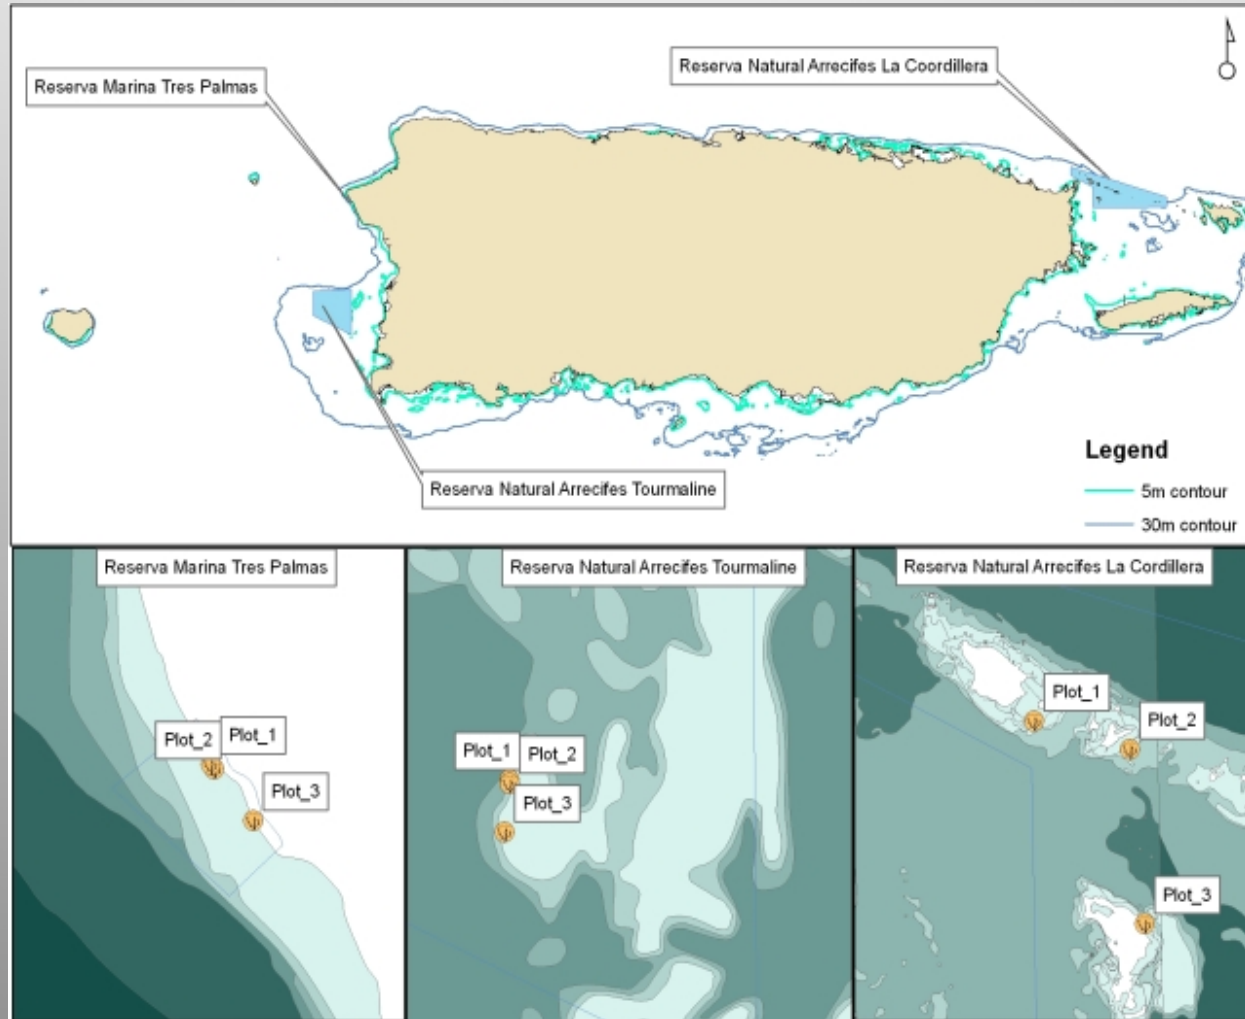 Reserva Natural Arrecifes La Coordillera
Reserva Marina Tres Palmas
Reserva Natural Arrecifes Tourmaline
Legend
5m contour
30m contour
Reserva Marina Tres Palmas
Plot_2
Plot_1
Plot_3
Reserva Natural Arrecifes Tourmaline
Plot_1
Plot_2
Plot_3
Reserva Natural Arrecifes La Cordillera
Plot_1
Plot_2
Plot_3